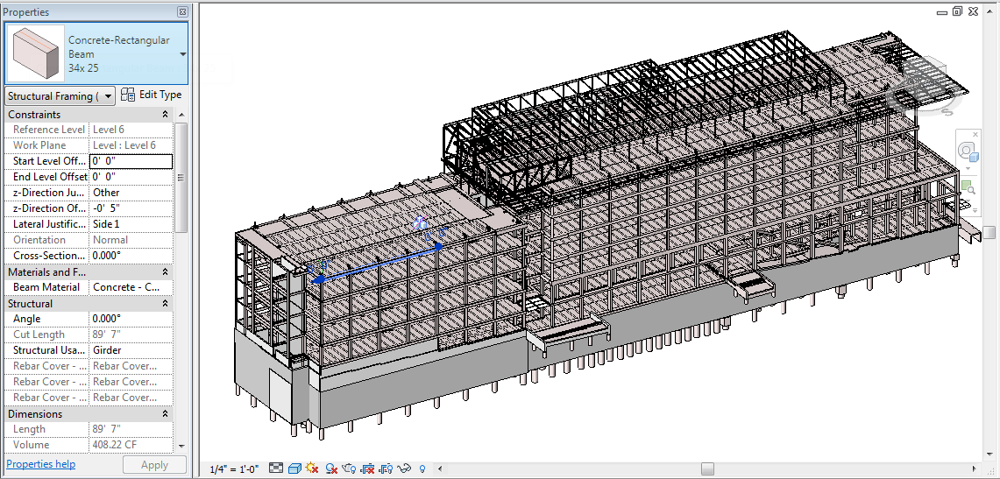 Properties
Concrete-Rectangular
Beam
34x 25
Structural Framing (
Edit Type
Constraints
Reference Level Level 6
Work Plane Level : Level 6
Start Level Off... 0' 0"
End Level Offset 0' 0"
z-Direction Ju... Other
z-Direction Of... -0' 5"
Lateral Justific... Side 1
Orientation Normal
Cross-Section... 0.000°
Materials and F...
Beam Material Concrete - C...
Structural
Angle 0.000°
Cut Length 89' 7"
Structural Usa... Girder
Rebar Cover - ... Rebar Cover...
Rebar Cover - ... Rebar Cover...
Rebar Cover - ... Rebar Cover...
Dimensions
Length 89' 7"
Volume 408.22 CF
Properties help
Apply
1/4" = 1'-0"